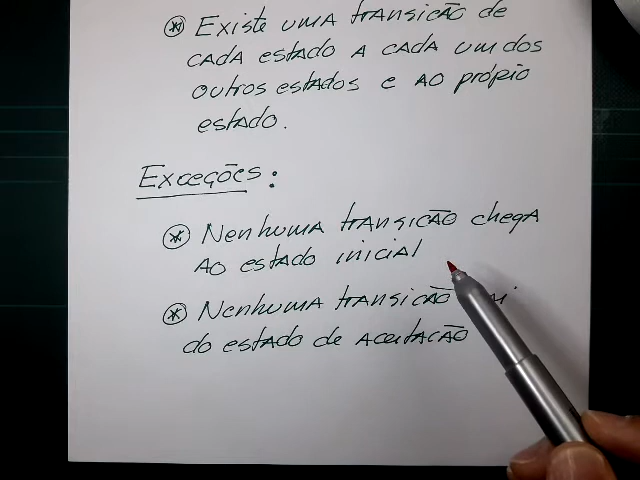 ⊛ Existe uma transição de
cada estado a cada um dos
outros estados e ao próprio
estado.
Exceções:
⊛ Nenhuma transição chega
ao estado inicial
⊛ Nenhuma transição
do estado de aceitação